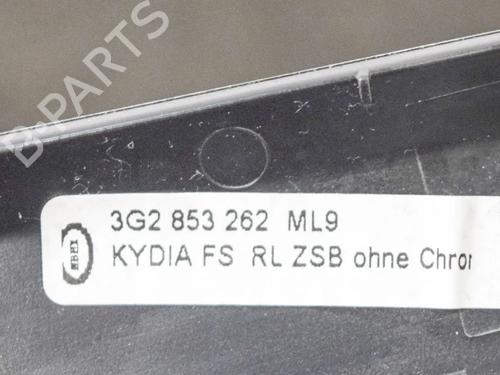 B-PARTS
3G2 853 262 ML9
KYDIA FS RL ZSB ohne Chror